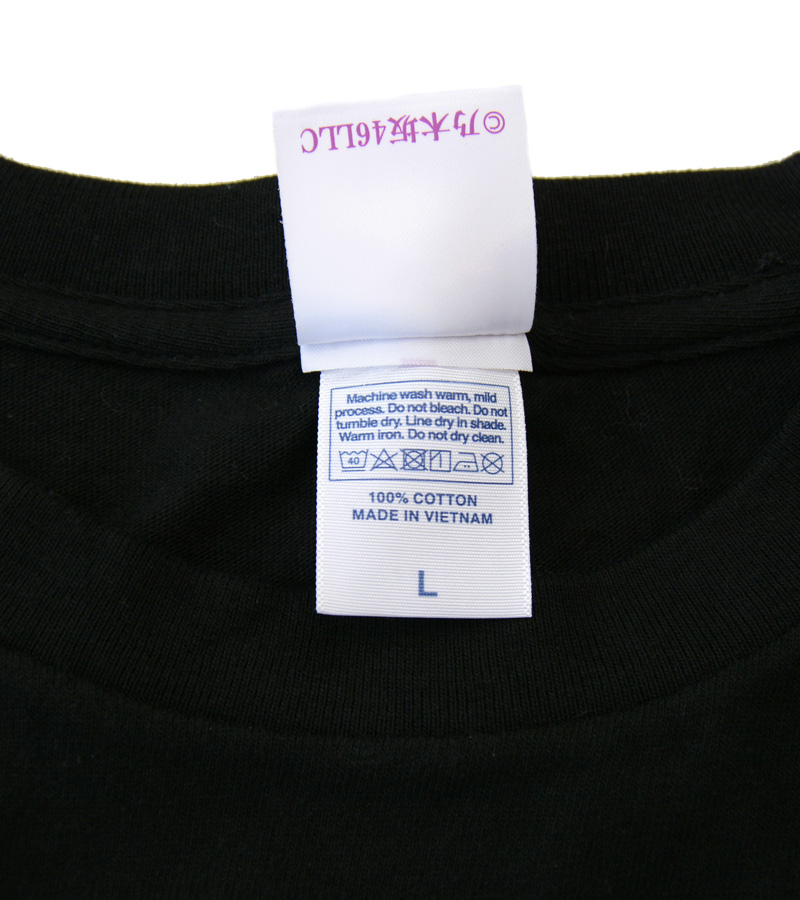 ©乃木坂46LLC
Machine wash warm, mild
process. Do not bleach. Do not
tumble dry. Line dry in shade.
Warm iron. Do not dry clean.
40
100% COTTON
MADE IN VIETNAM
L